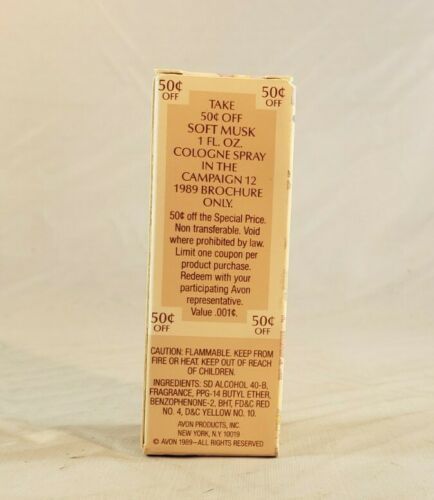 50¢ OFF
50¢ OFF
TAKE
50¢ OFF
SOFT MUSK
1 FL. OZ.
COLOGNE SPRAY
IN THE
CAMPAIGN 12
1989 BROCHURE
ONLY.
50¢ off the Special Price.
Non transferable. Void
where prohibited by law.
Limit one coupon per
product purchase.
Redeem with your
participating Avon
representative.
Value .001¢.
50¢ OFF
50¢ OFF
CAUTION: FLAMMABLE. KEEP FROM
FIRE OR HEAT. KEEP OUT OF REACH
OF CHILDREN.
INGREDIENTS: SD ALCOHOL 40-B,
FRAGRANCE, PPG-14 BUTYL ETHER,
BENZOPHENONE-2, BHT, FD&C RED
NO. 4, D&C YELLOW NO. 10.
AVON PRODUCTS, INC.
NEW YORK, N.Y. 10019
© AVON 1989—ALL RIGHTS RESERVED